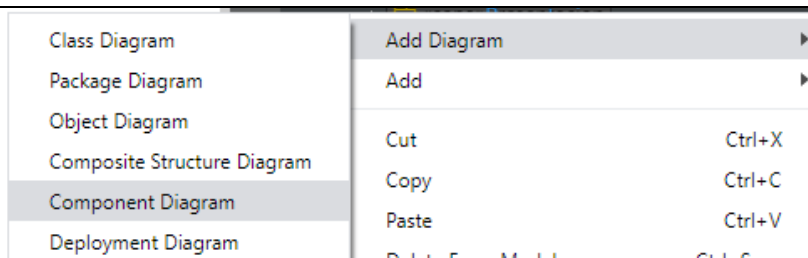 Class Diagram
Package Diagram
Object Diagram
Composite Structure Diagram
Component Diagram
Deployment Diagram
Add Diagram
Add
Cut Ctrl+X
Copy Ctrl+C
Paste Ctrl+V